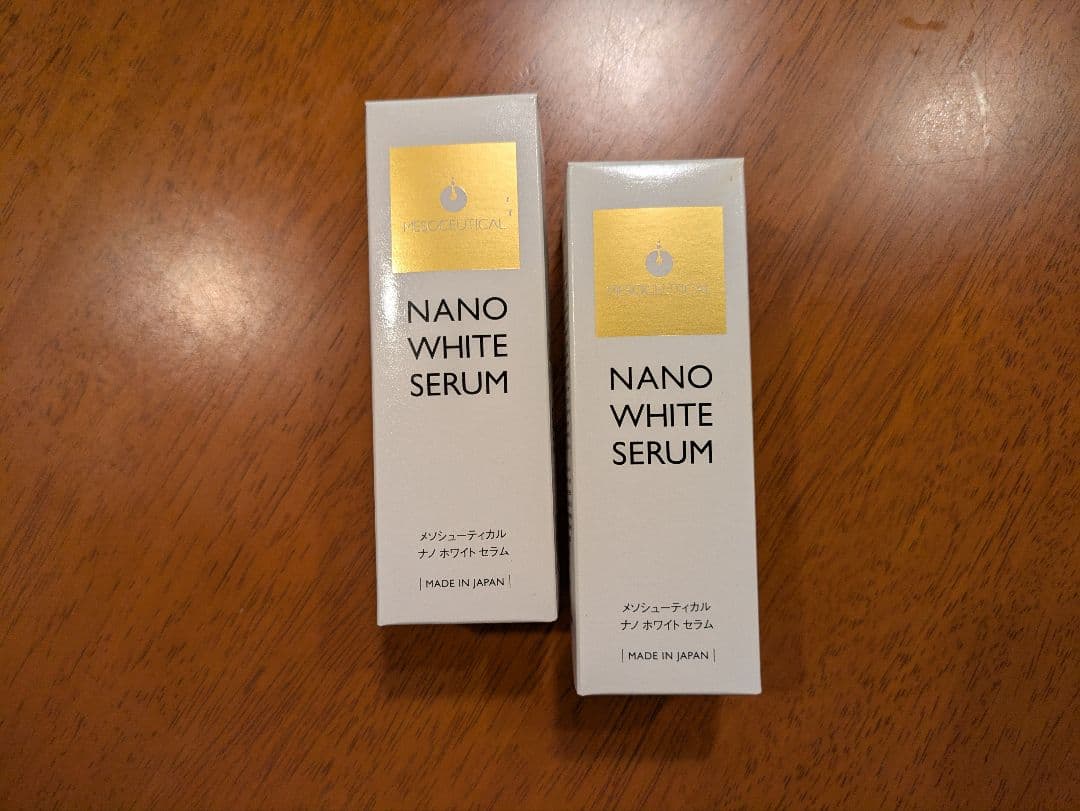 MESOCEUTICAL
NANO
WHITE
SERUM
メソシューティカル
ナノ ホワイト セラム
MADE IN JAPAN
MESOCEUTICAL
NANO
WHITE
SERUM
メソシューティカル
ナノ ホワイト セラム
MADE IN JAPAN